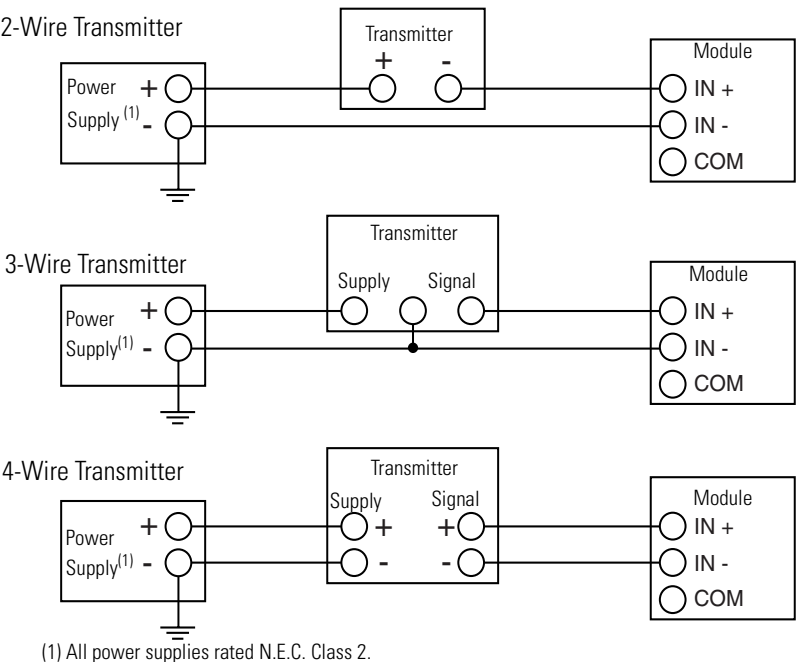 2-Wire Transmitter
Transmitter
+ -
Module
Power
Supply (1)
+
-
IN +
IN -
COM
3-Wire Transmitter
Transmitter
Supply Signal
Module
Power
Supply(1)
+
-
IN +
IN -
COM
4-Wire Transmitter
Transmitter
Supply Signal
Module
Power
Supply(1)
+
-
+
-
+
-
IN +
IN -
COM
(1) All power supplies rated N.E.C. Class 2.